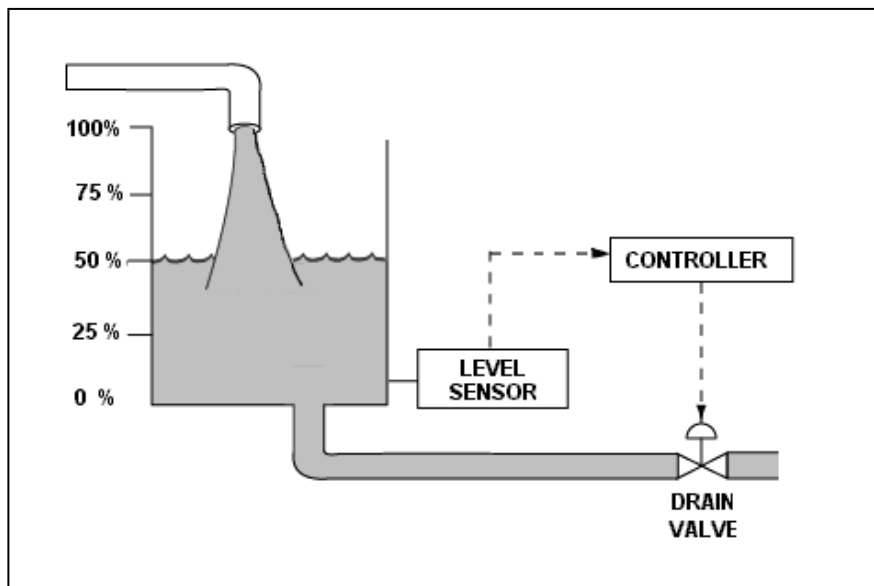 100%
75 %
50 %
25 %
0 %
CONTROLLER
LEVEL
SENSOR
DRAIN
VALVE